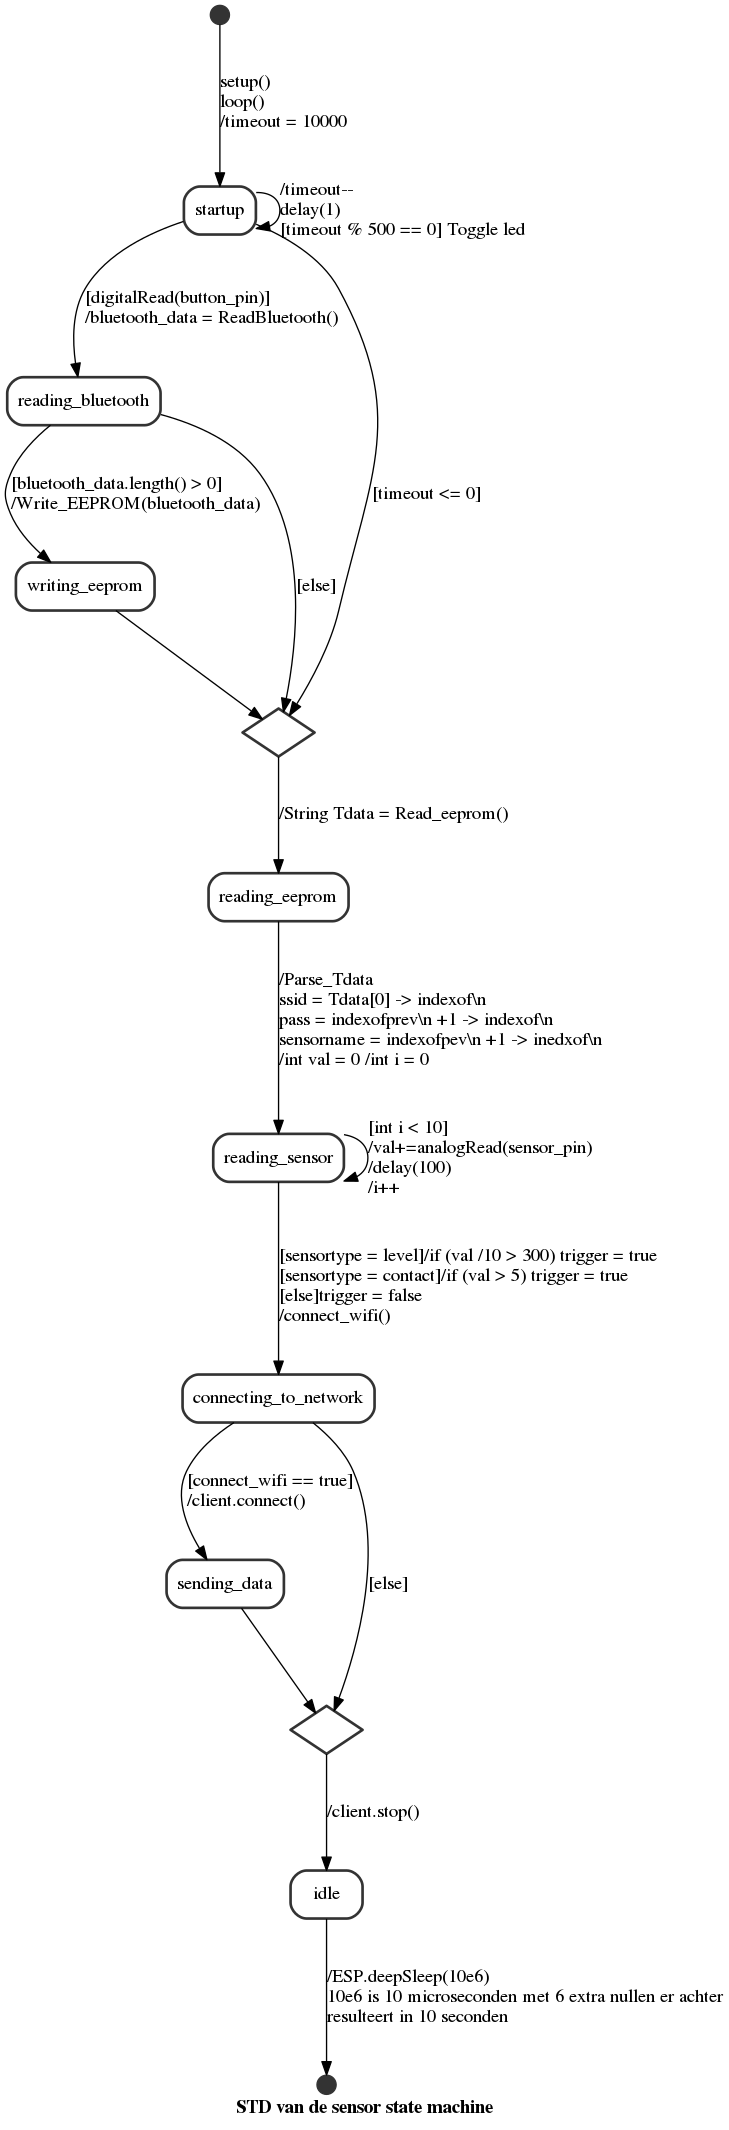 setup()
loop()
/timeout = 10000
startup
/timeout--
delay(1)
[timeout % 500 == 0] Toggle led
[digitalRead(button_pin)]
/bluetooth_data = ReadBluetooth()
reading_bluetooth
[bluetooth_data.length() > 0]
/Write_EEPROM(bluetooth_data)
[timeout <= 0]
writing_eeprom
[else]
/String Tdata = Read_eeprom()
reading_eeprom
/Parse_Tdata
ssid = Tdata[0] -> indexof\n
pass = indexofprev\n +1 -> indexof\n
sensorname = indexofpev\n +1 -> inedxof\n
/int val = 0 /int i = 0
reading_sensor
[int i < 10]
/val+=analogRead(sensor_pin)
/delay(100)
/i++
[sensortype = level]/if (val /10 > 300) trigger = true
[sensortype = contact]/if (val > 5) trigger = true
[else]trigger = false
/connect_wifi()
connecting_to_network
[connect_wifi == true]
/client.connect()
sending_data
[else]
/client.stop()
idle
/ESP.deepSleep(10e6)
10e6 is 10 microseconden met 6 extra nullen er achter
resulteert in 10 seconden
STD van de sensor state machine